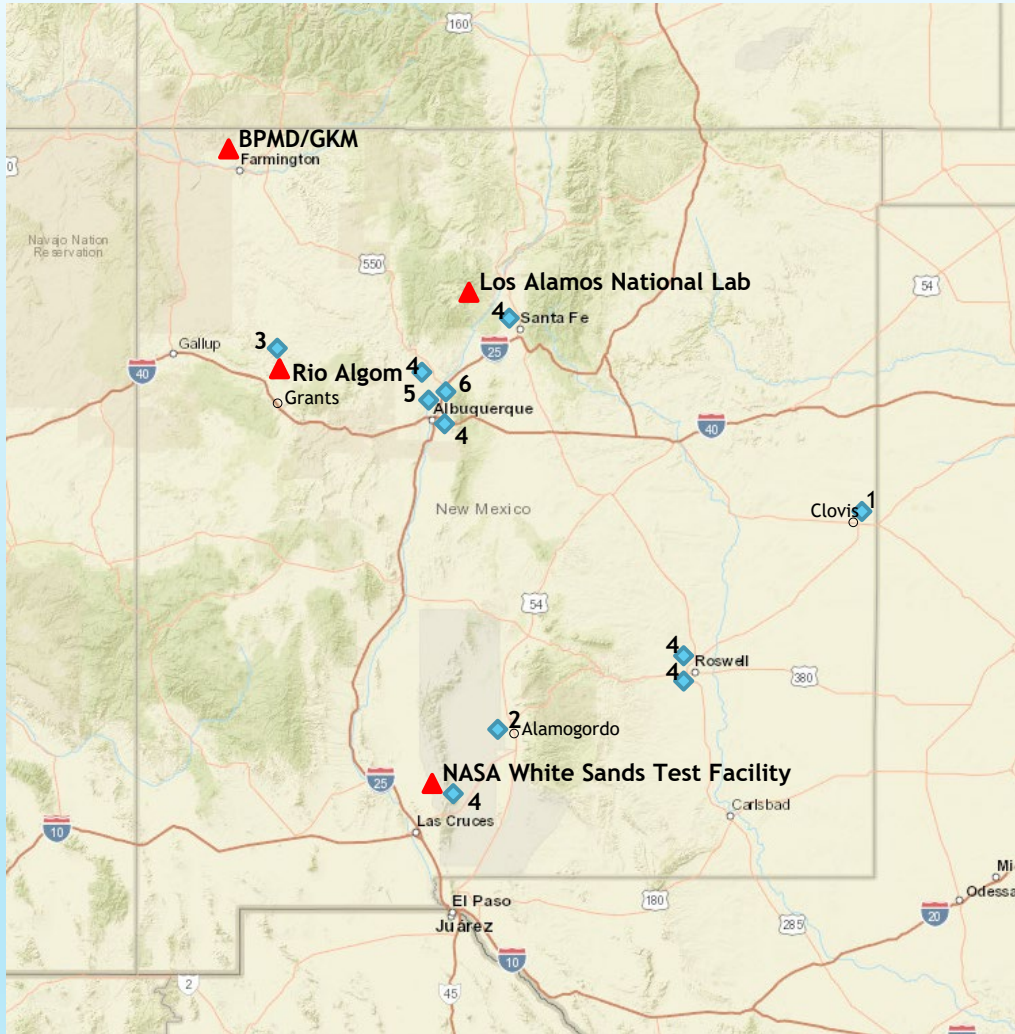 160
BPMD/GKM
Farmington
0
Navajo Nation
Reservation
550
Los Alamos National Lab
54
4
Santa Fe
3
Gallup
25
40
Rio Algom
4
6
5
Grants
Albuquerque
4
40
New Mexico
1
Clovis
54
4
Roswell
4
380
2
Alamogordo
NASA White Sands Test Facility
25
4
Carlsbad
10
Las Cruces
Mi
Odessa
180
El Paso
Juárez
20
285
10
2
45